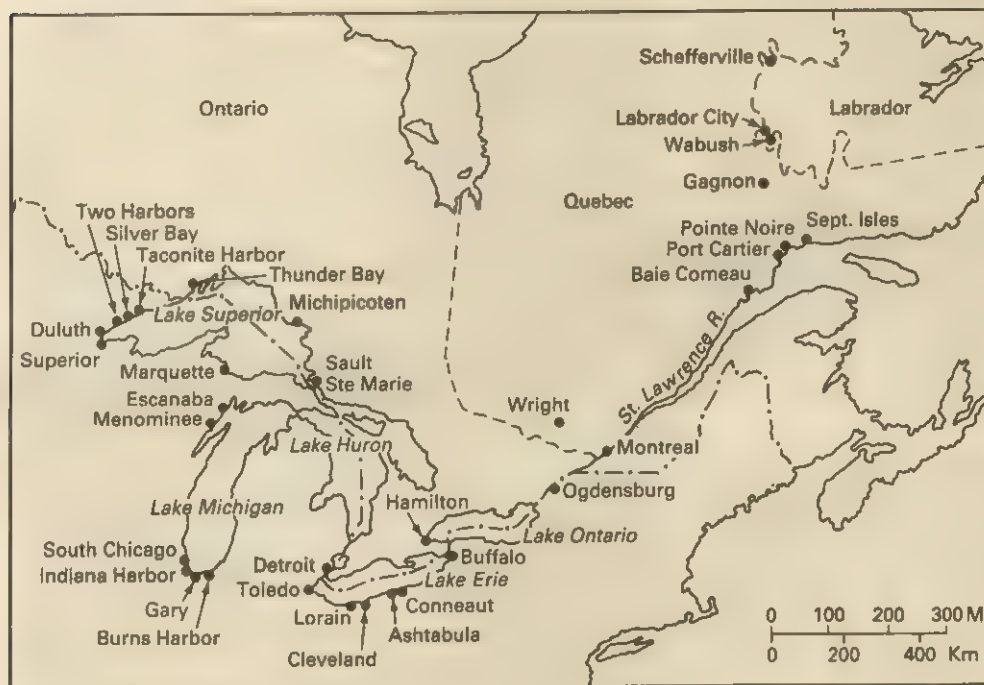 Schefferville
Ontario
Labrador
Labrador City
Wabush
Gagnon
Quebec
Two Harbors
Silver Bay
Taconite Harbor
Thunder Bay
Pointe Noire
Sept. Isles
Port Cartier
Baie Comeau
Michipicoten
Lake Superior
Duluth
Superior
Marquette
Sault
Ste Marie
St. Lawrence R.
Escanaba
Menominee
Wright
Lake Huron
Montreal
Lake Michigan
Hamilton
Ogdensburg
Lake Ontario
South Chicago
Indiana Harbor
Detroit
Buffalo
Toledo
Lake Erie
Gary
Lorain
Conneaut
Burns Harbor
Ashtabula
Cleveland
0 100 200 300 M
0 200 400 Km